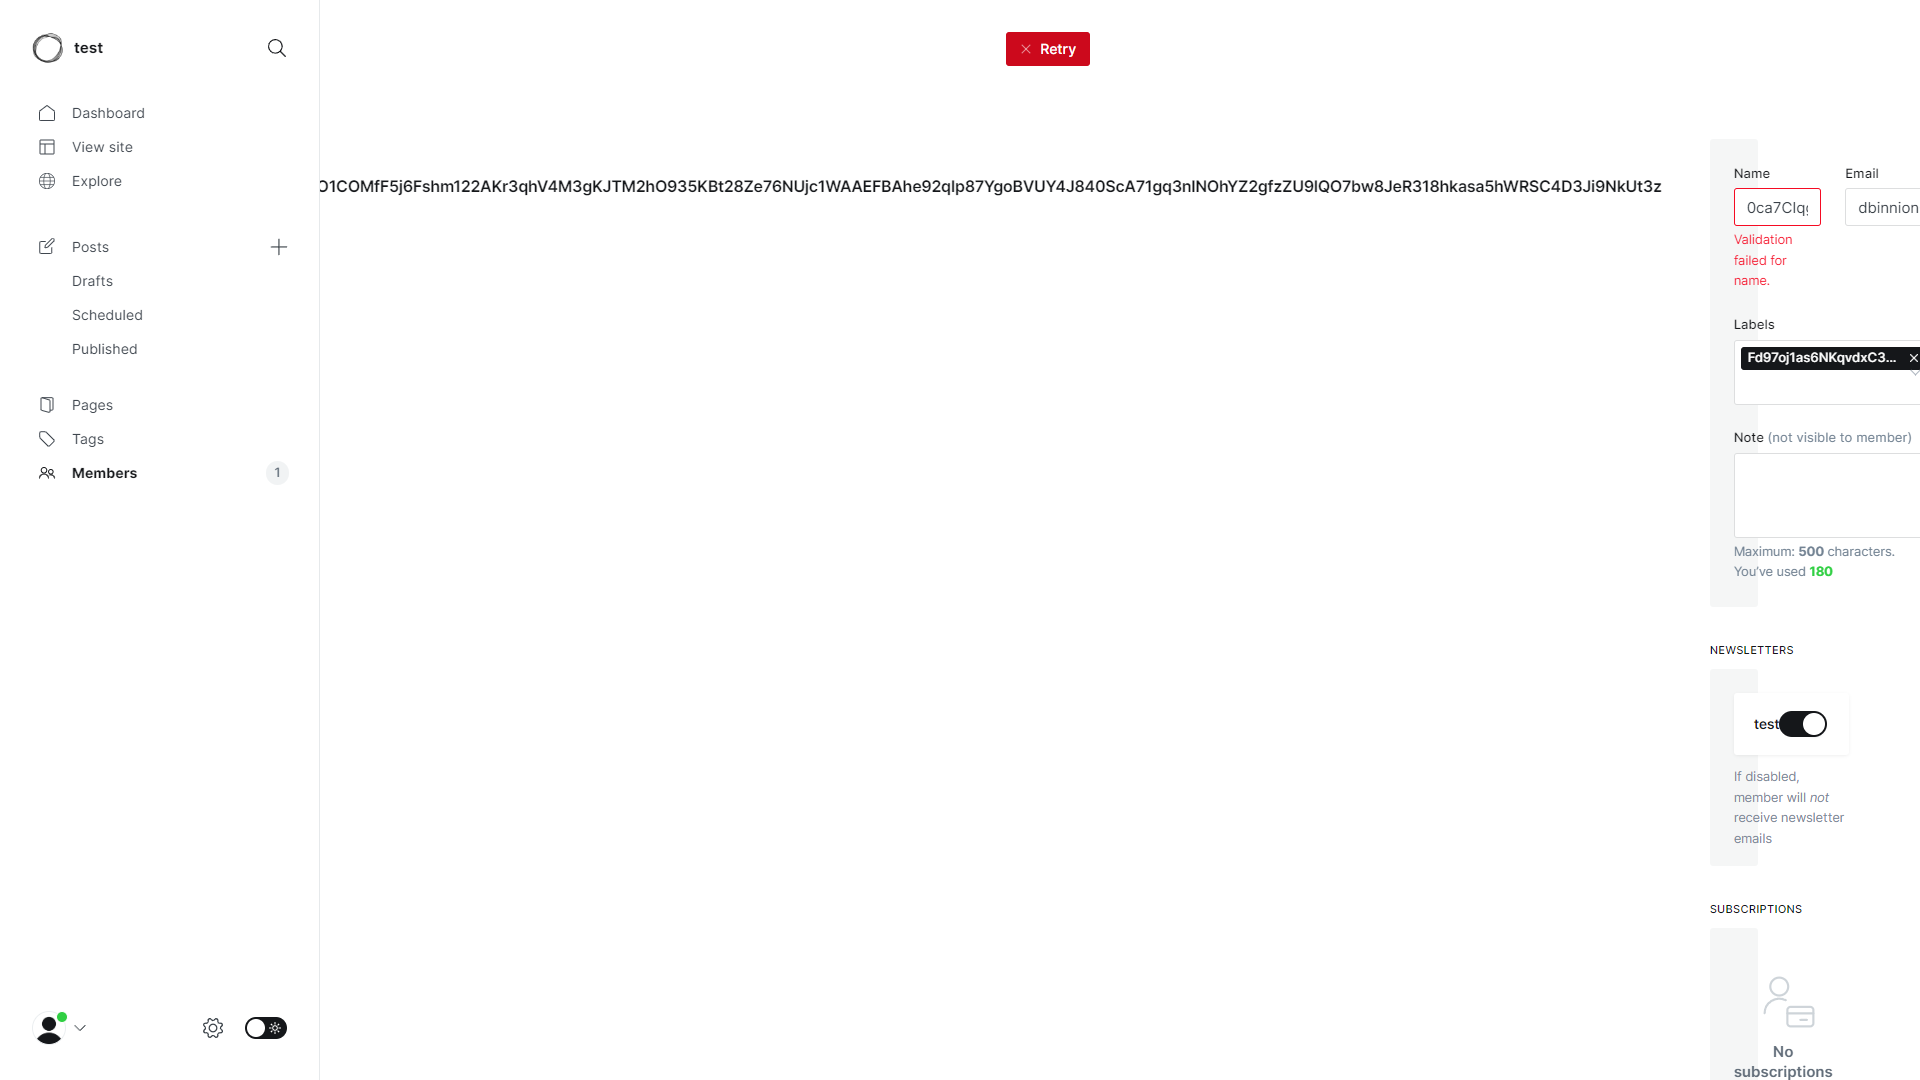 test
Dashboard
View site
Explore
Posts
Drafts
Scheduled
Published
Pages
Tags
Members
1
Retry
O1COMfF5j6Fshm122AKr3qhV4M3gKJTM2hO935KBt28Ze76NUjc1WAAEFBAhe92qIp87YgoBVUY4J840ScA71gq3nINOhYZ2gfzZU9IQO7bw8JeR318hkasa5hWRSC4D3Ji9NkUt3z
Name
Email
0ca7CIqg
dbinnion
Validation
failed for
name.
Labels
Fd97oj1as6NKqvdxC3...
Note (not visible to member)
Maximum: 500 characters.
You've used 180
NEWSLETTERS
test
If disabled,
member will not
receive newsletter
emails
SUBSCRIPTIONS
No
subscriptions